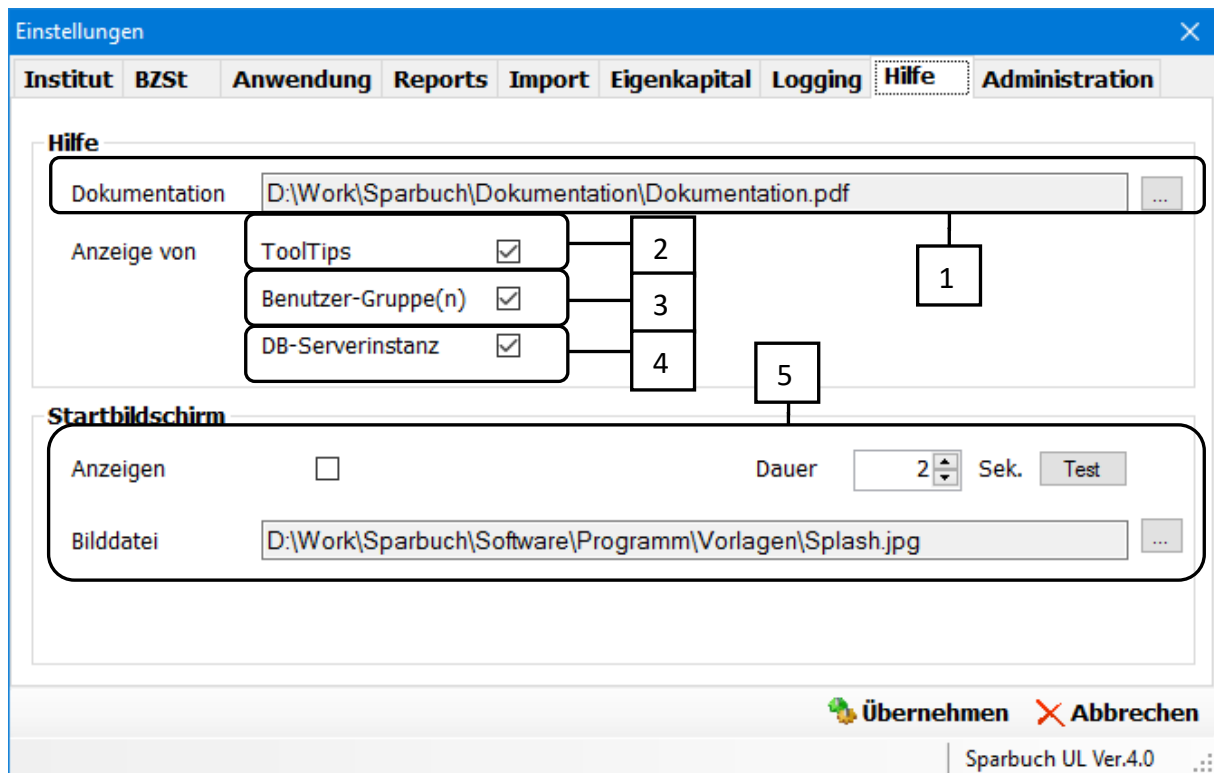 Einstellungen
Institut BZSt Anwendung Reports Import Eigenkapital Logging Hilfe Administration
Hilfe
Dokumentation D:\Work\Sparbuch\Dokumentation\Dokumentation.pdf ...
1
Anzeige von ToolTips 2
Benutzer-Gruppe(n) 3
DB-Serverinstanz 4
5
Startbildschirm
Anzeigen Dauer 2 Sek. Test
Bilddatei D:\Work\Sparbuch\Software\Programm\Vorlagen\Splash.jpg ...
Übernehmen Abbrechen
Sparbuch UL Ver.4.0